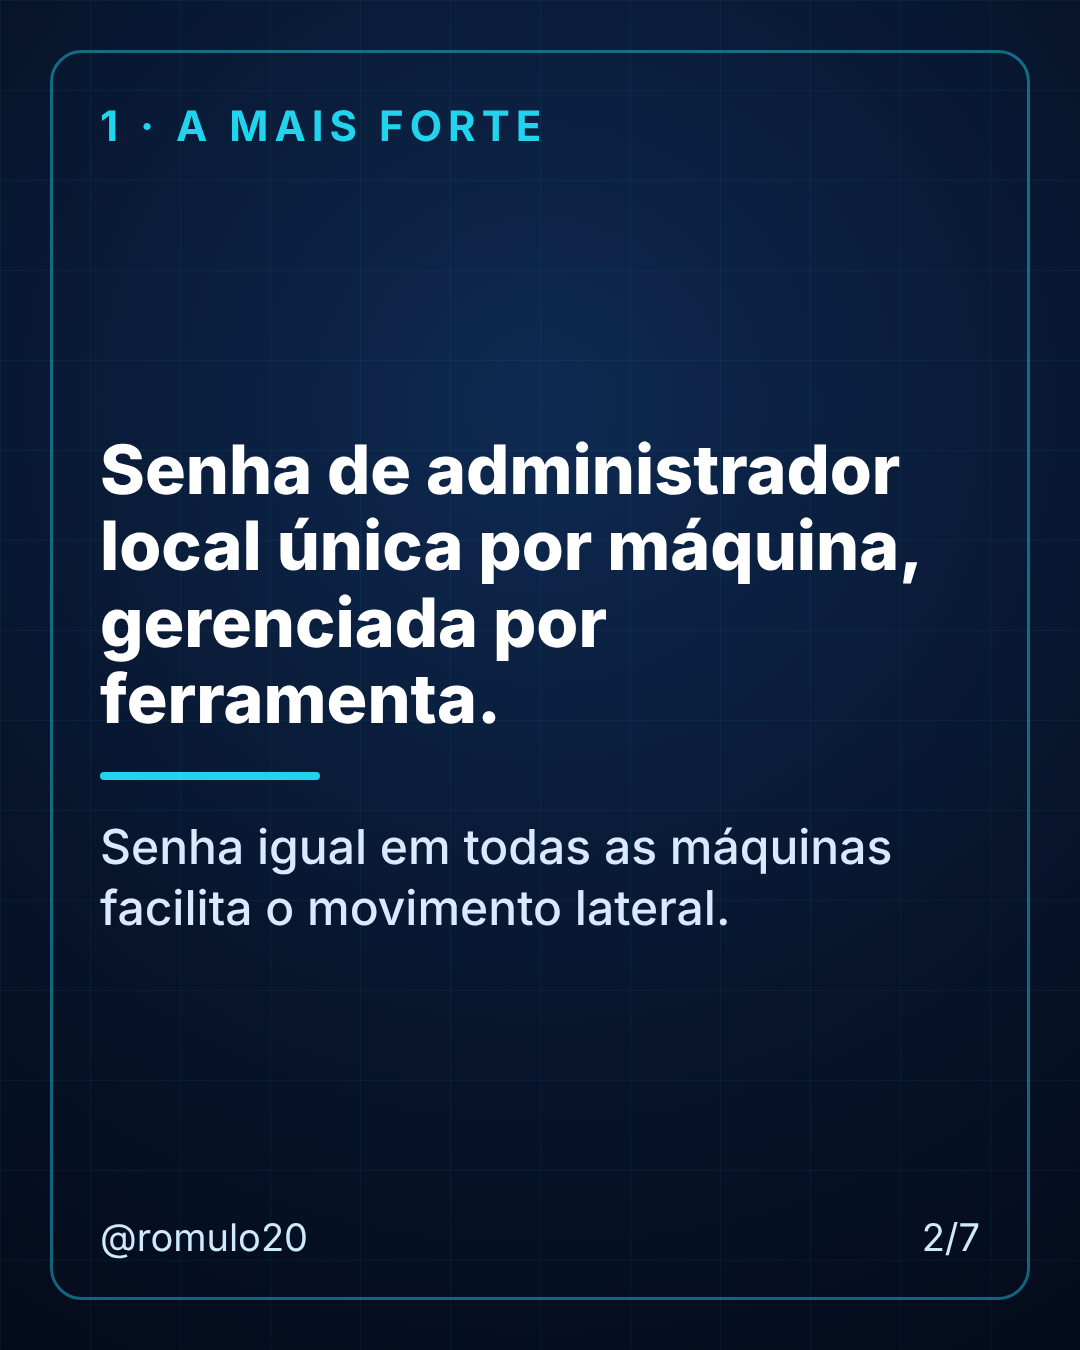 1 · A MAIS FORTE
Senha de administrador
local única por máquina,
gerenciada por
ferramenta.
Senha igual em todas as máquinas
facilita o movimento lateral.
@romulo20
2/7